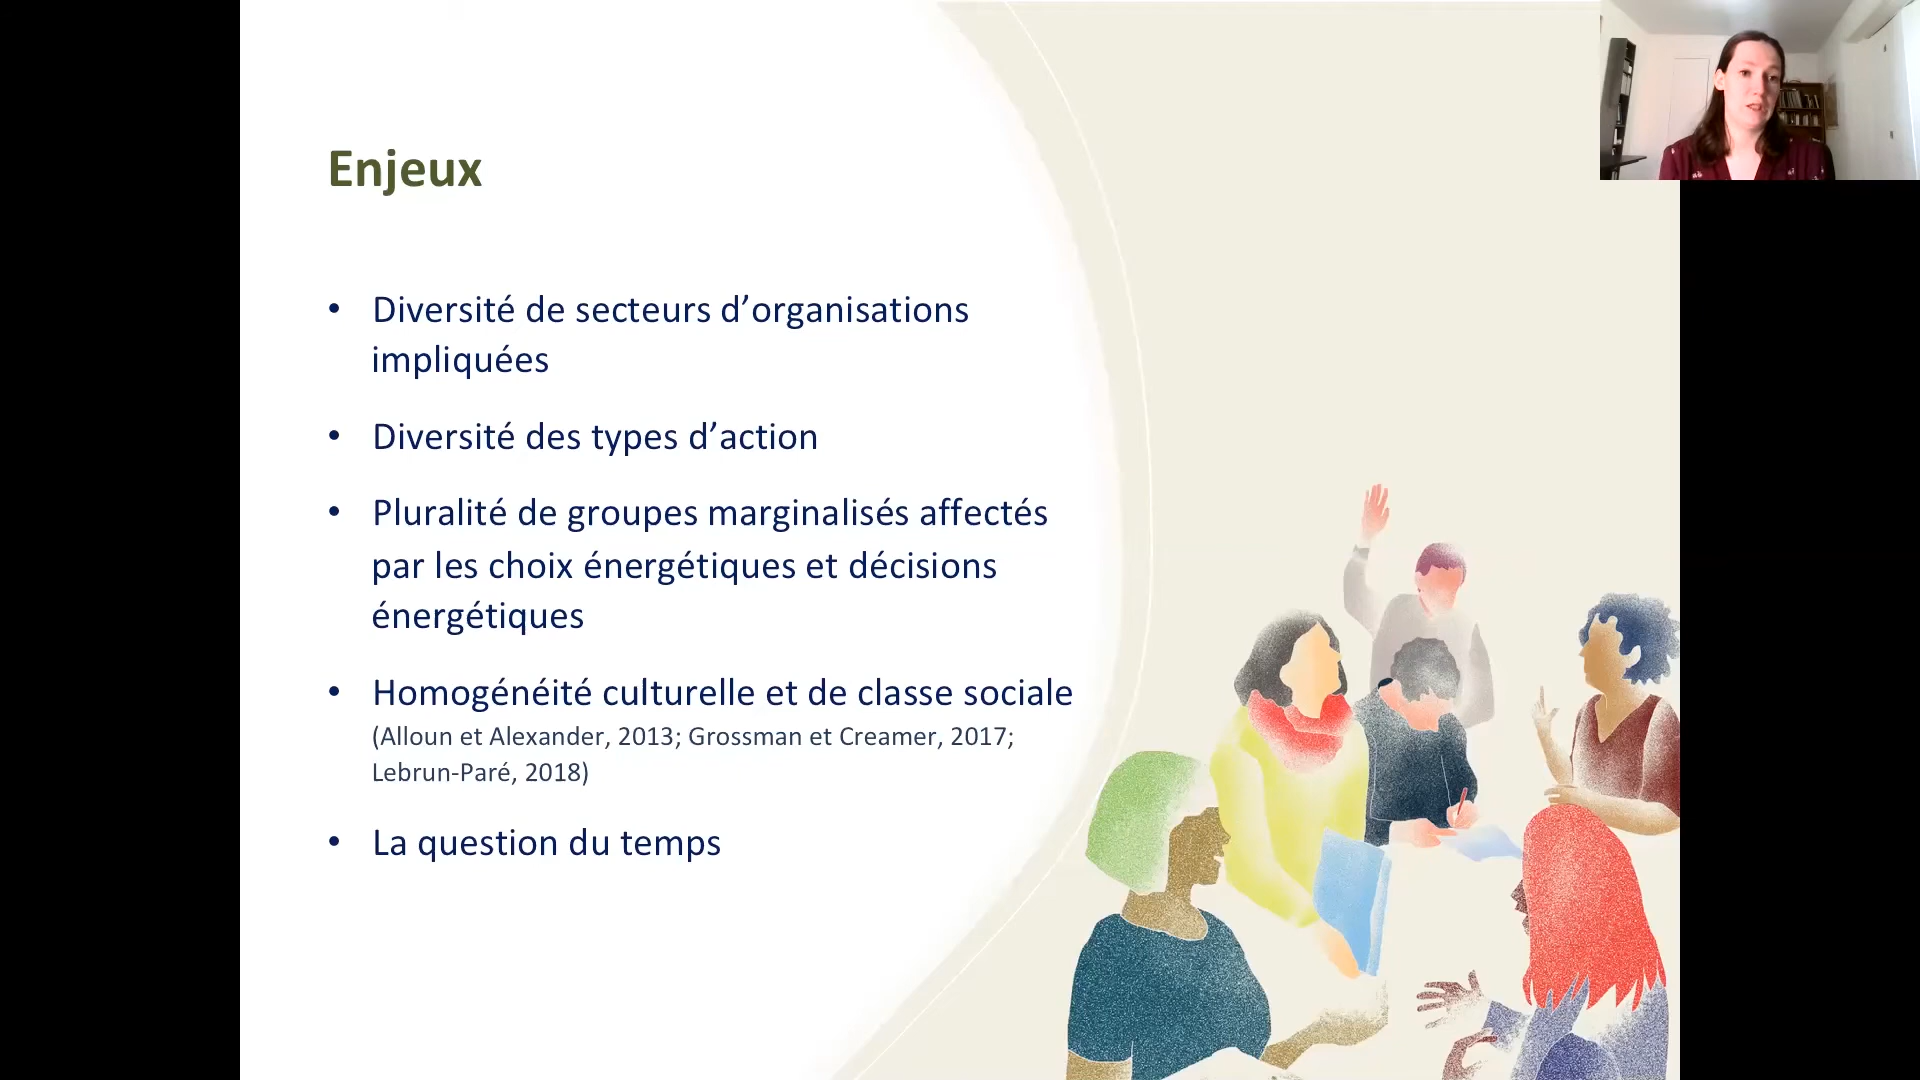 Enjeux
• Diversité de secteurs d’organisations
impliquées
• Diversité des types d’action
• Pluralité de groupes marginalisés affectés
par les choix énergétiques et décisions
énergétiques
• Homogénéité culturelle et de classe sociale
(Alloun et Alexander, 2013; Grossman et Creamer, 2017;
Lebrun-Paré, 2018)
• La question du temps